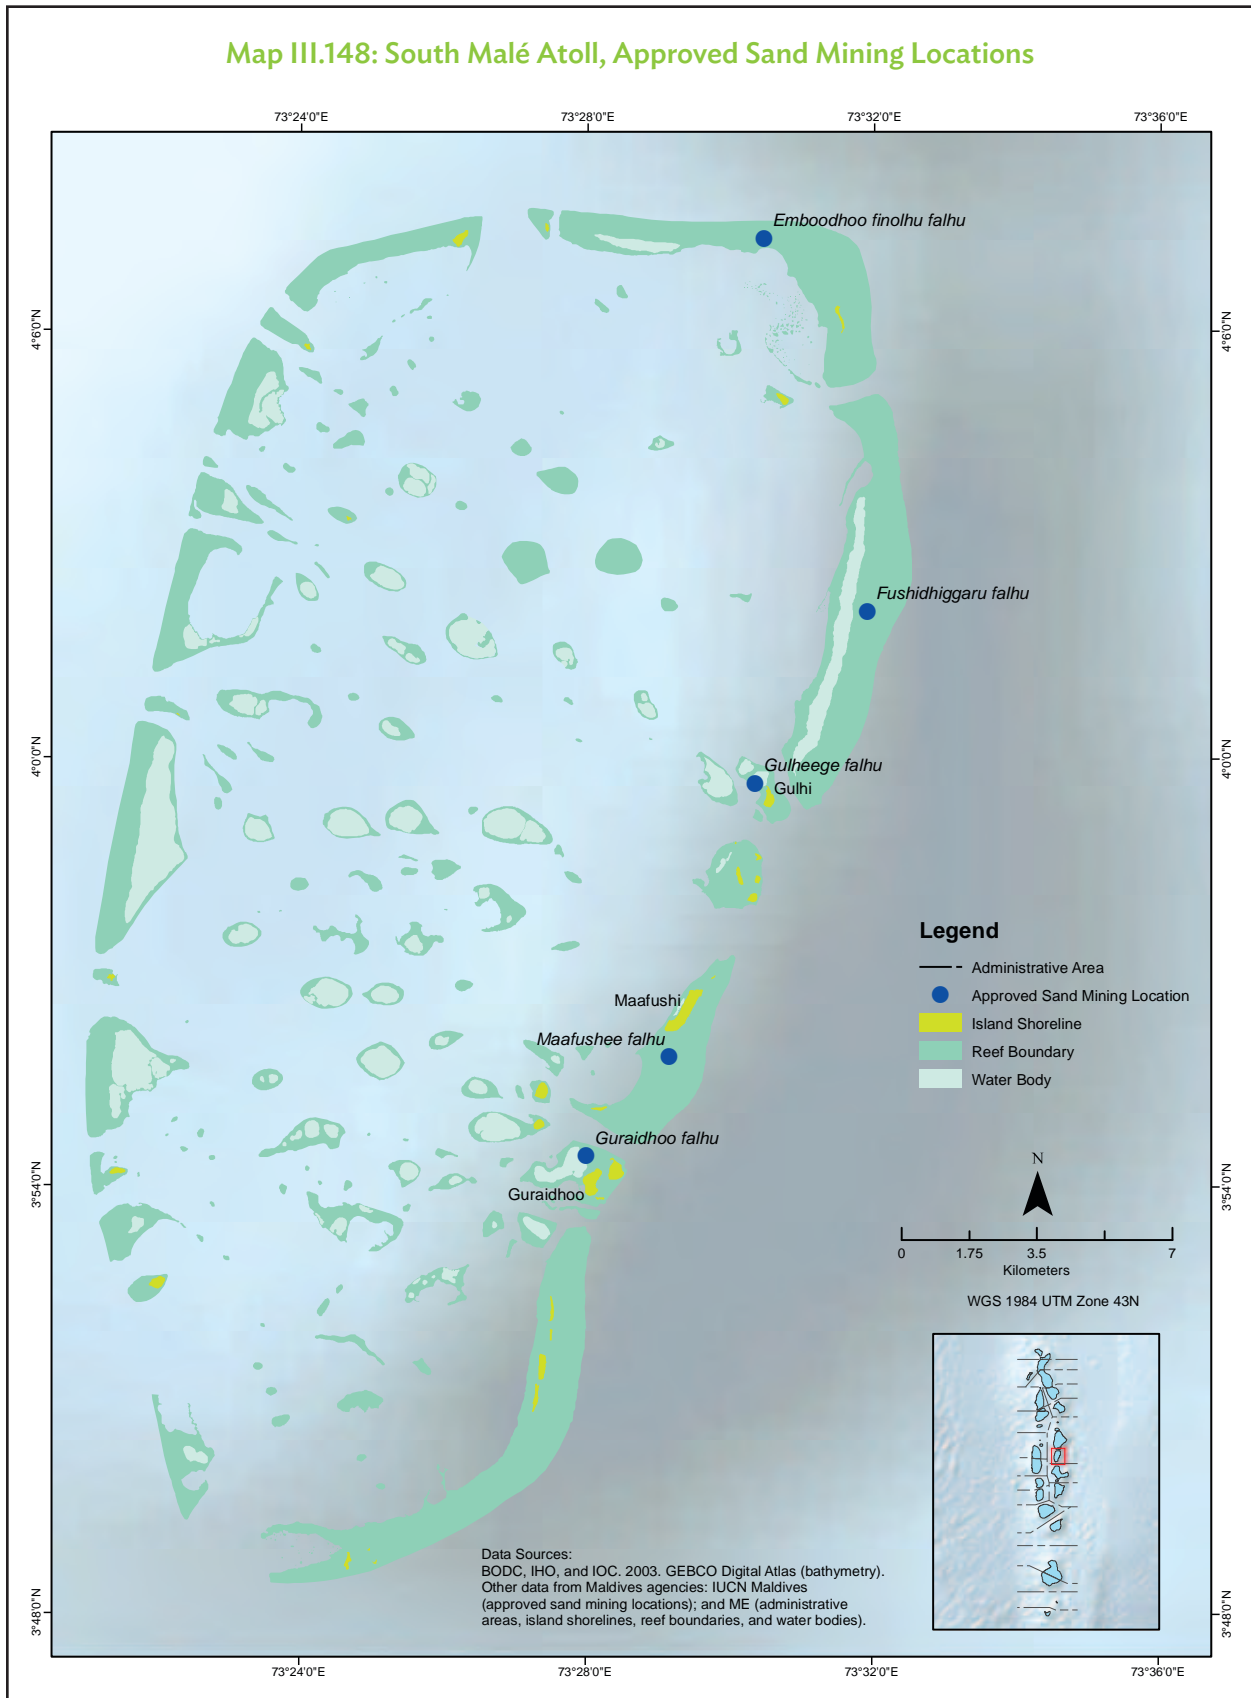 Map III.148: South Malé Atoll, Approved Sand Mining Locations
73°24'0"E
73°28'0"E
73°32'0"E
73°36'0"E
Emboodhoo finolhu falhu
4°6'0"N
4°6'0"N
Fushidhiggaru falhu
4°0'0"N
4°0'0"N
Gulheege falhu
Gulhi
Legend
Administrative Area
Approved Sand Mining Location
Island Shoreline
Reef Boundary
Water Body
Maafushi
Maafushee falhu
Guraidhoo falhu
Guraidhoo
3°54'0"N
3°54'0"N
N
0
1.75
3.5
7
Kilometers
WGS 1984 UTM Zone 43N
Data Sources:
BODC, IHO, and IOC. 2003. GEBCO Digital Atlas (bathymetry).
Other data from Maldives agencies: IUCN Maldives
(approved sand mining locations); and ME (administrative
areas, island shorelines, reef boundaries, and water bodies).
3°48'0"N
3°48'0"N
73°24'0"E
73°28'0"E
73°32'0"E
73°36'0"E